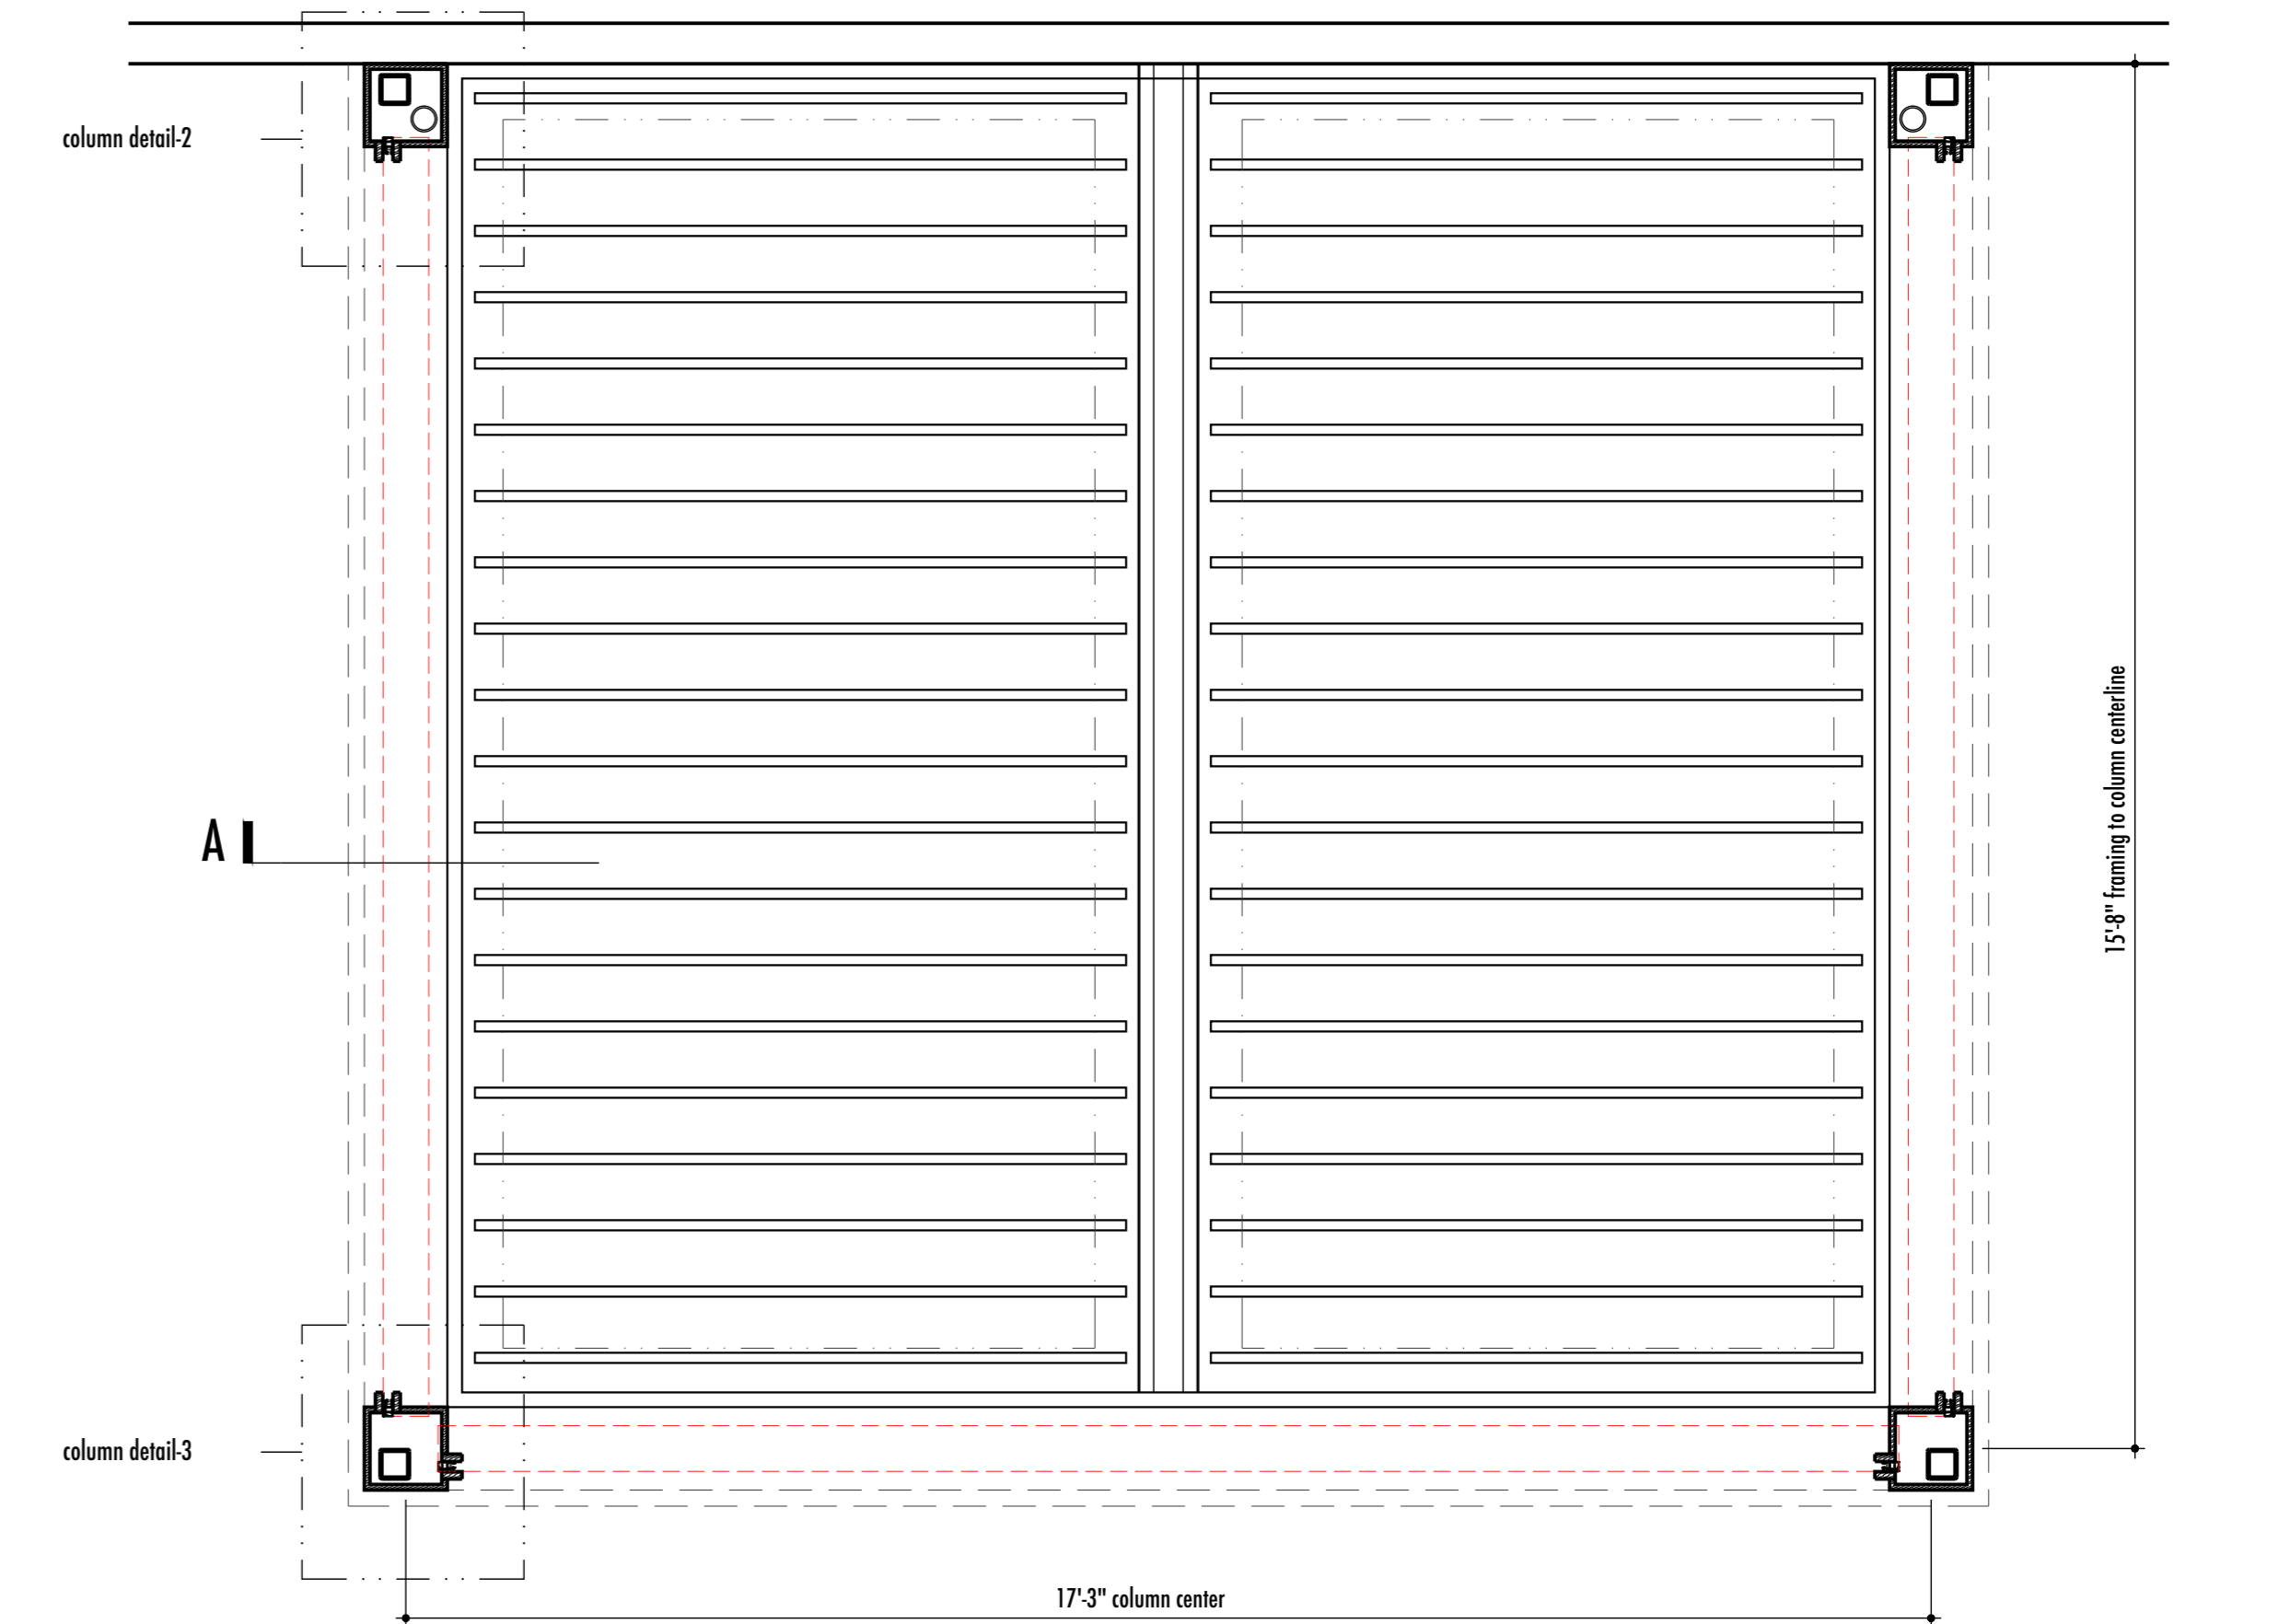 column detail-2
A
15'-8" framing to column centerline
column detail-3
17'-3" column center